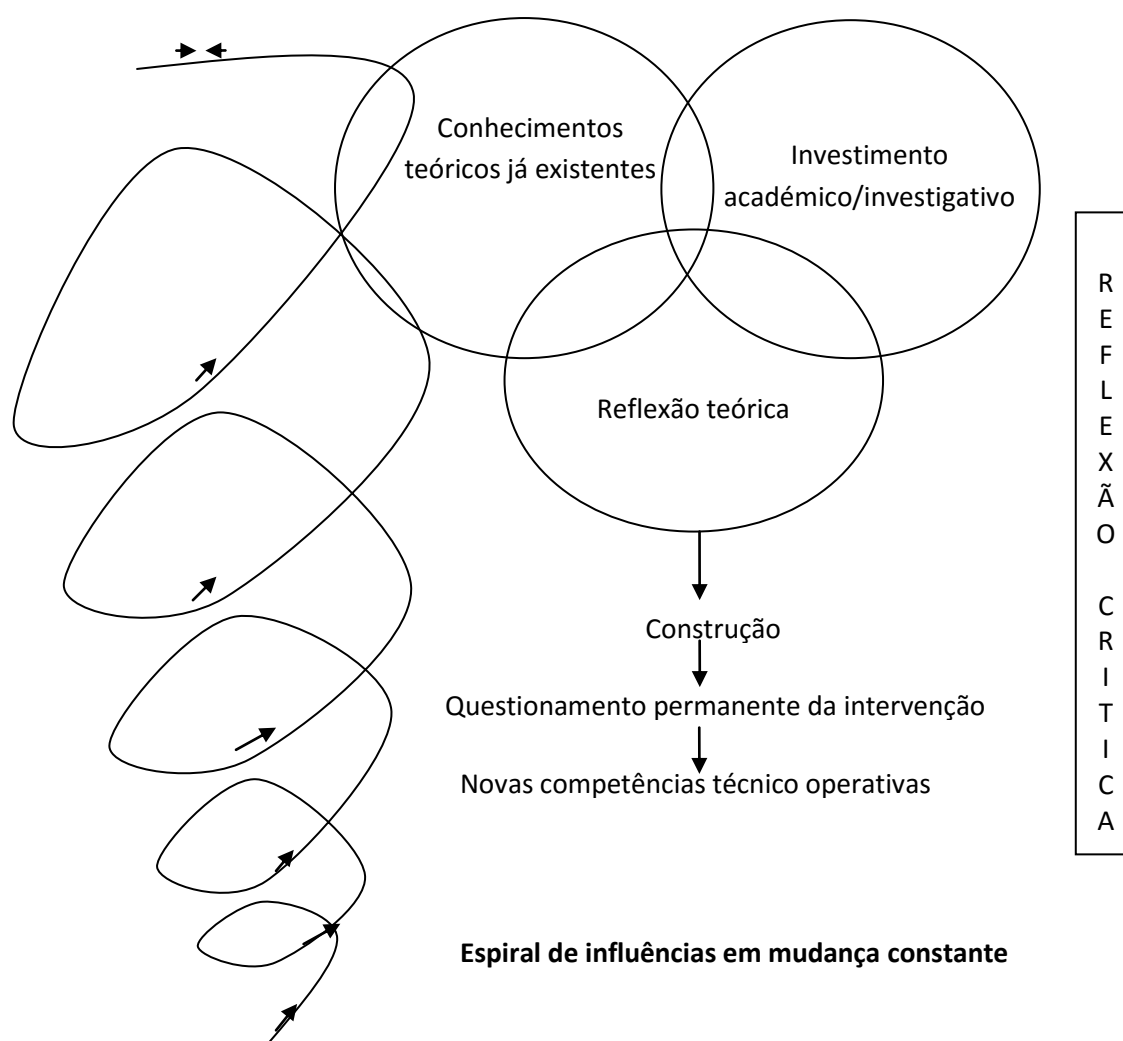 Conhecimentos
teóricos já existentes
Investimento
académico/investigativo
Reflexão teórica
Construção
Questionamento permanente da intervenção
Novas competências técnico operativas
Espiral de influências em mudança constante
R
E
F
L
E
X
Ã
O
C
R
I
T
I
C
A